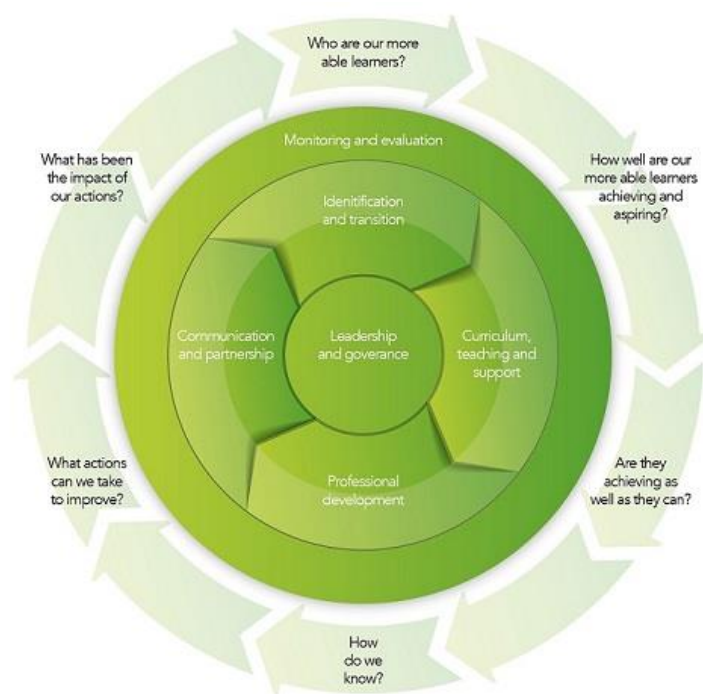 Who are our more
able learners?
How well are our
more able learners
achieving and
aspiring?
Are they
achieving as
well as they can?
How
do we
know?
What actions
can we take
to improve?
What has been
the impact of
our actions?
Monitoring and evaluation
Idenitification
and transition
Curriculum,
teaching and
support
Professional
development
Communication
and partnership
Leadership
and goverance